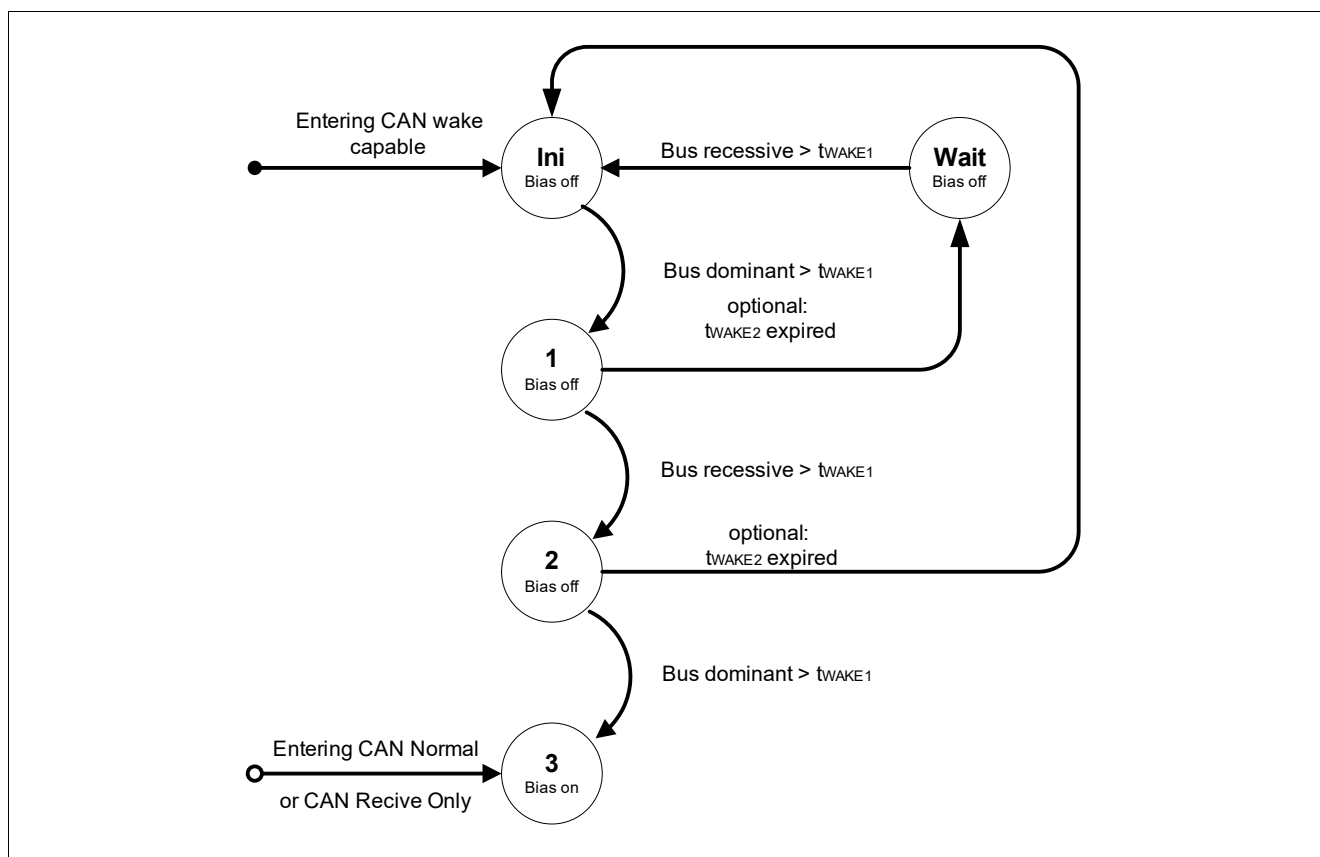 Entering CAN wake
capable
Ini
Bias off
Bus recessive > tWAKE1
Wait
Bias off
Bus dominant > tWAKE1
optional:
tWAKE2 expired
1
Bias off
Bus recessive > tWAKE1
optional:
tWAKE2 expired
2
Bias off
Bus dominant > tWAKE1
Entering CAN Normal
or CAN Recive Only
3
Bias on